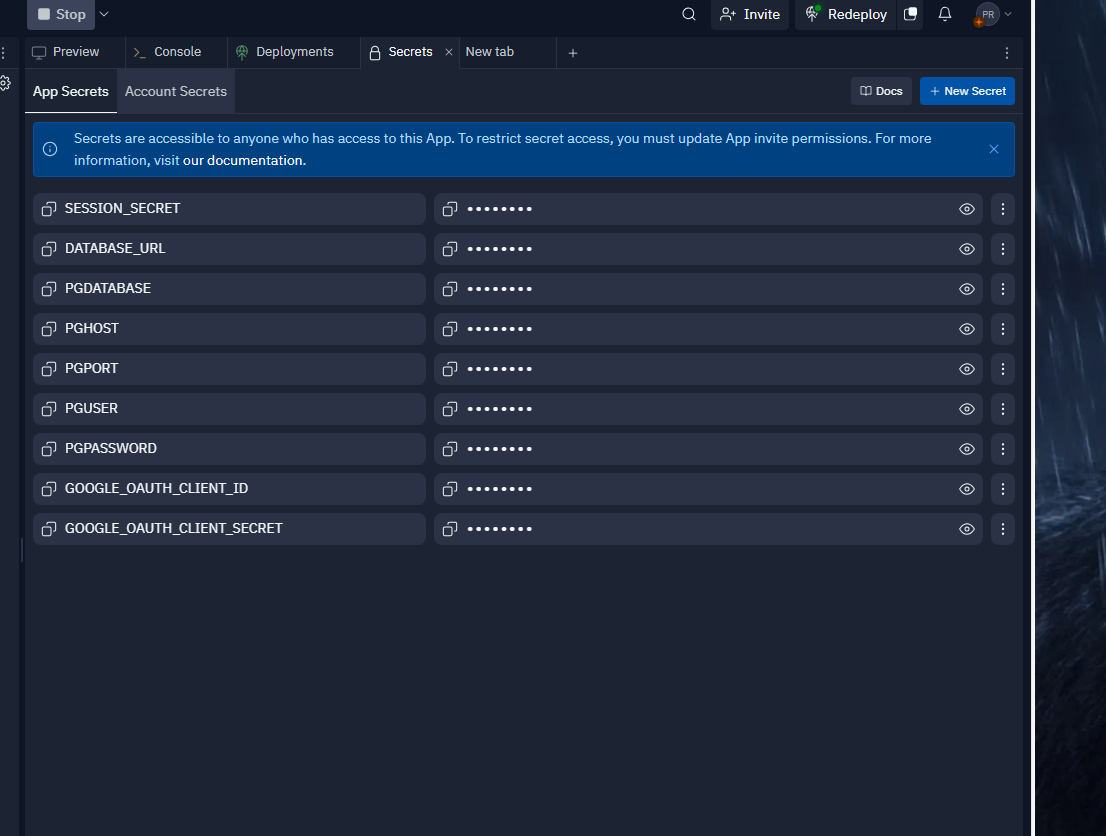 Stop
Invite
Redeploy
PR
Preview
Console
Deployments
Secrets
New tab
App Secrets
Account Secrets
Docs
New Secret
Secrets are accessible to anyone who has access to this App. To restrict secret access, you must update App invite permissions. For more
information, visit our documentation.
SESSION_SECRET ••••••••
DATABASE_URL ••••••••
PGDATABASE ••••••••
PGHOST ••••••••
PGPORT ••••••••
PGUSER ••••••••
PGPASSWORD ••••••••
GOOGLE_OAUTH_CLIENT_ID ••••••••
GOOGLE_OAUTH_CLIENT_SECRET ••••••••